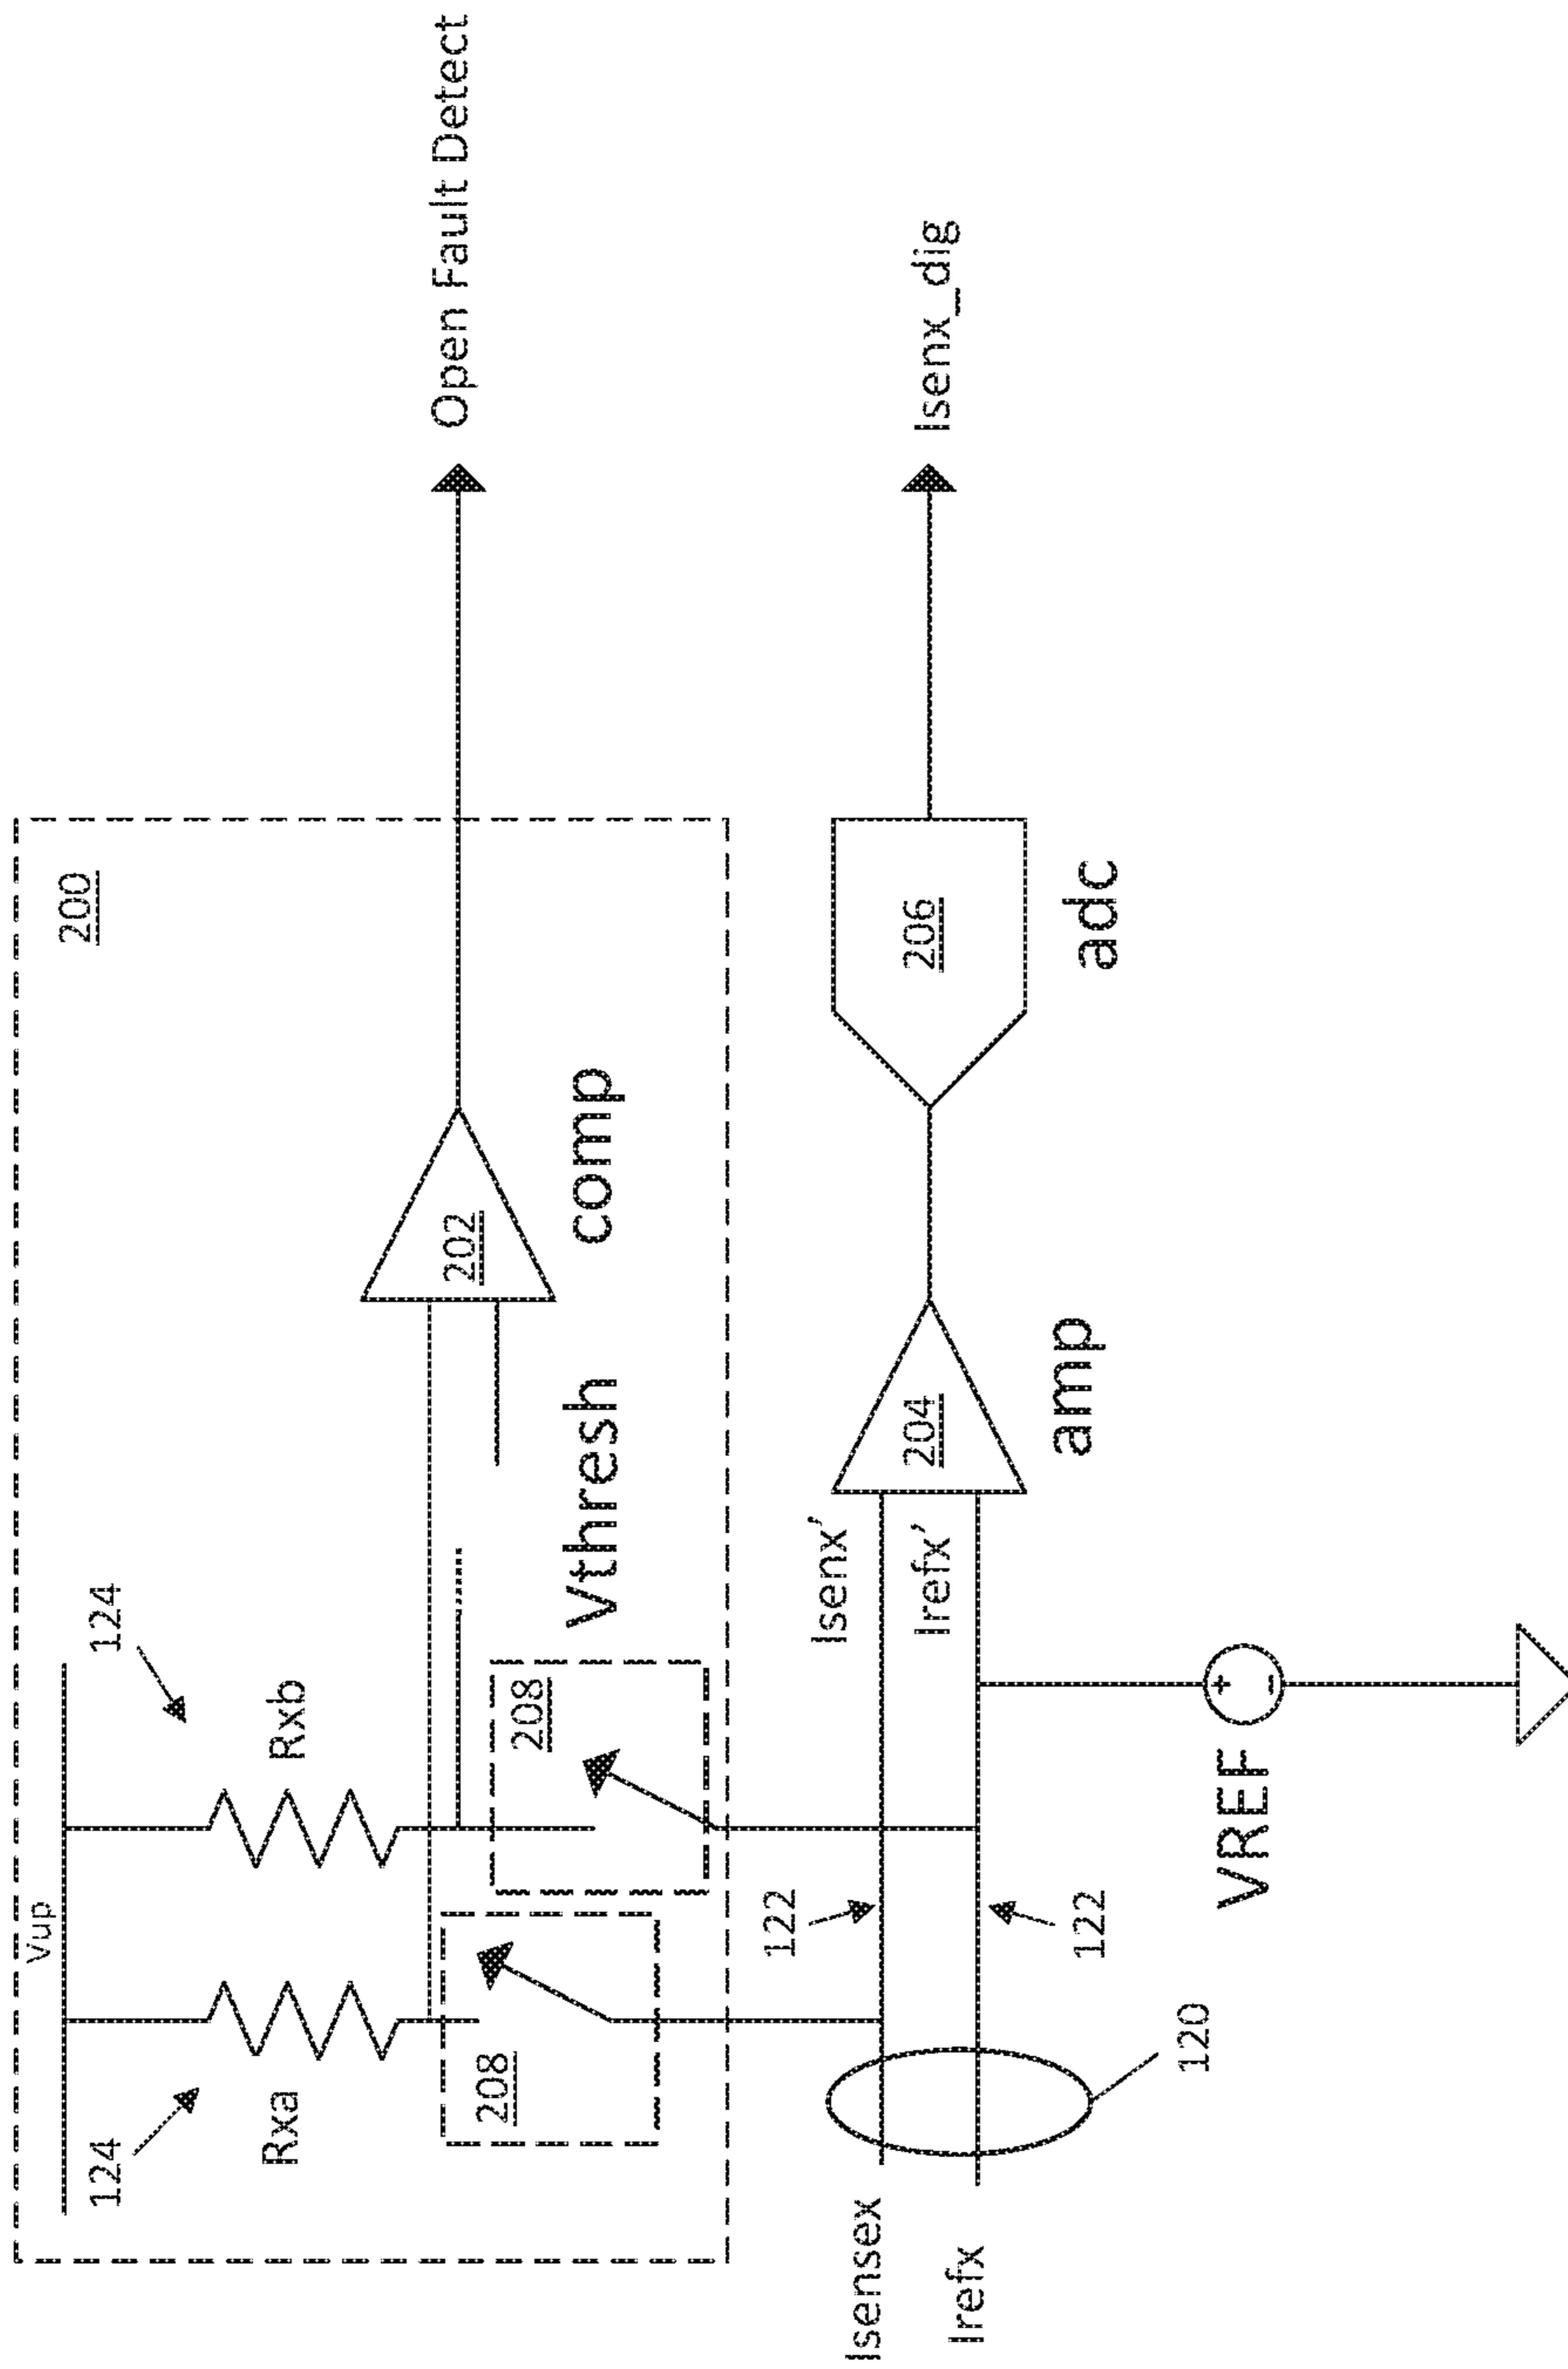 Vup
200
124
Rxa
124
Rxb
208
208
Vthresh
202
comp
Open Fault Detect
Isensex
Irefx
120
122
122
Isenx'
Irefx'
204
amp
206
adc
Isenx_dig
VREF
+
-